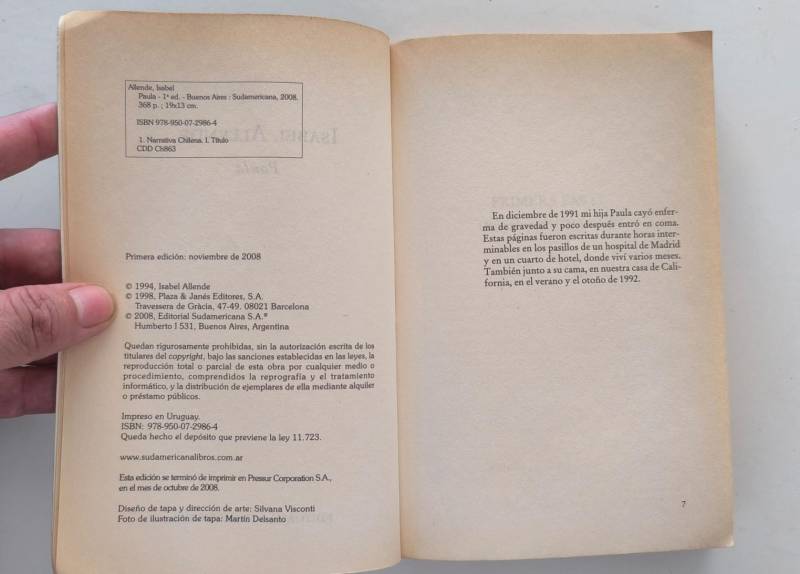 Allende, Isabel
Paula - 1ª ed. - Buenos Aires : Sudamericana, 2008.
368 p. ; 19x13 cm.
ISBN 978-950-07-2986-4
1. Narrativa Chilena. I. Título
CDD Ch863
Primera edición: noviembre de 2008
© 1994, Isabel Allende
© 1998, Plaza & Janés Editores, S.A.
Travessera de Gràcia, 47-49. 08021 Barcelona
© 2008, Editorial Sudamericana S.A.®
Humberto I 531, Buenos Aires, Argentina
Quedan rigurosamente prohibidas, sin la autorización escrita de los
titulares del copyright, bajo las sanciones establecidas en las leyes, la
reproducción total o parcial de esta obra por cualquier medio o
procedimiento, comprendidos la reprografía y el tratamiento
informático, y la distribución de ejemplares de ella mediante alquiler
o préstamo públicos.
Impreso en Uruguay.
ISBN: 978-950-07-2986-4
Queda hecho el depósito que previene la ley 11.723.
www.sudamericanalibros.com.ar
Esta edición se terminó de imprimir en Pressur Corporation S.A.,
en el mes de octubre de 2008.
Diseño de tapa y dirección de arte: Silvana Visconti
Foto de ilustración de tapa: Martín Delsanto
En diciembre de 1991 mi hija Paula cayó enfer-
ma de gravedad y poco después entró en coma.
Estas páginas fueron escritas durante horas inter-
minables en los pasillos de un hospital de Madrid
y en un cuarto de hotel, donde viví varios meses.
También junto a su cama, en nuestra casa de Cali-
fornia, en el verano y el otoño de 1992.
7